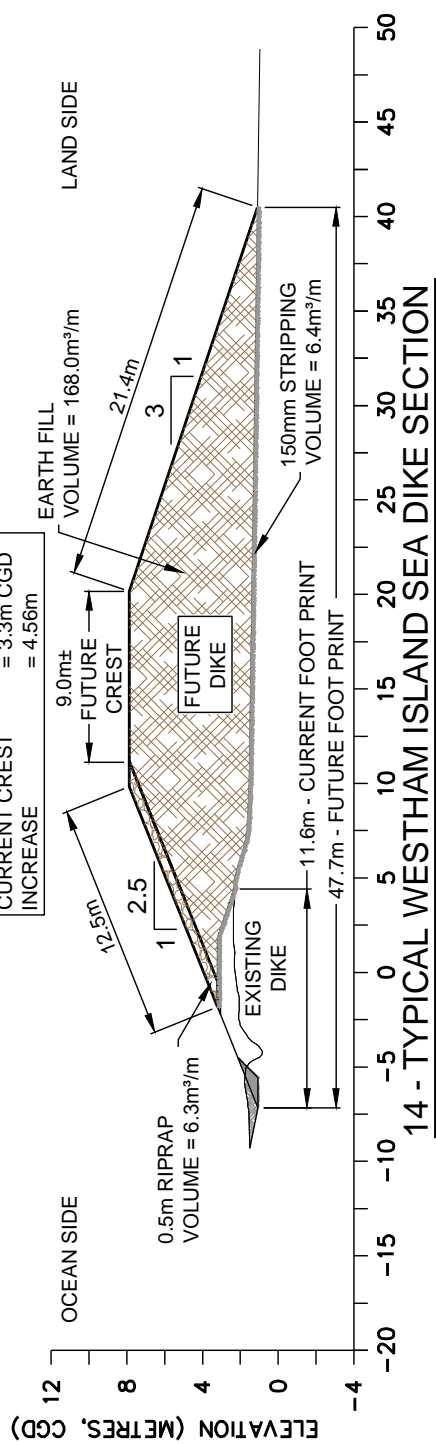 CURRENT CREST = 3.3m CGD
INCREASE = 4.56m
OCEAN SIDE
LAND SIDE
9.0m±
FUTURE
CREST
EARTH FILL
VOLUME = 168.0m³/m
12.5m
21.4m
2.5
1
3
1
0.5m RIPRAP
VOLUME = 6.3m³/m
FUTURE
DIKE
EXISTING
DIKE
150mm STRIPPING
VOLUME = 6.4m³/m
11.6m - CURRENT FOOT PRINT
47.7m - FUTURE FOOT PRINT
ELEVATION (METRES, CGD)
12
8
4
0
-4
-20 -15 -10 -5 0 5 10 15 20 25 30 35 40 45 50
14 - TYPICAL WESTHAM ISLAND SEA DIKE SECTION